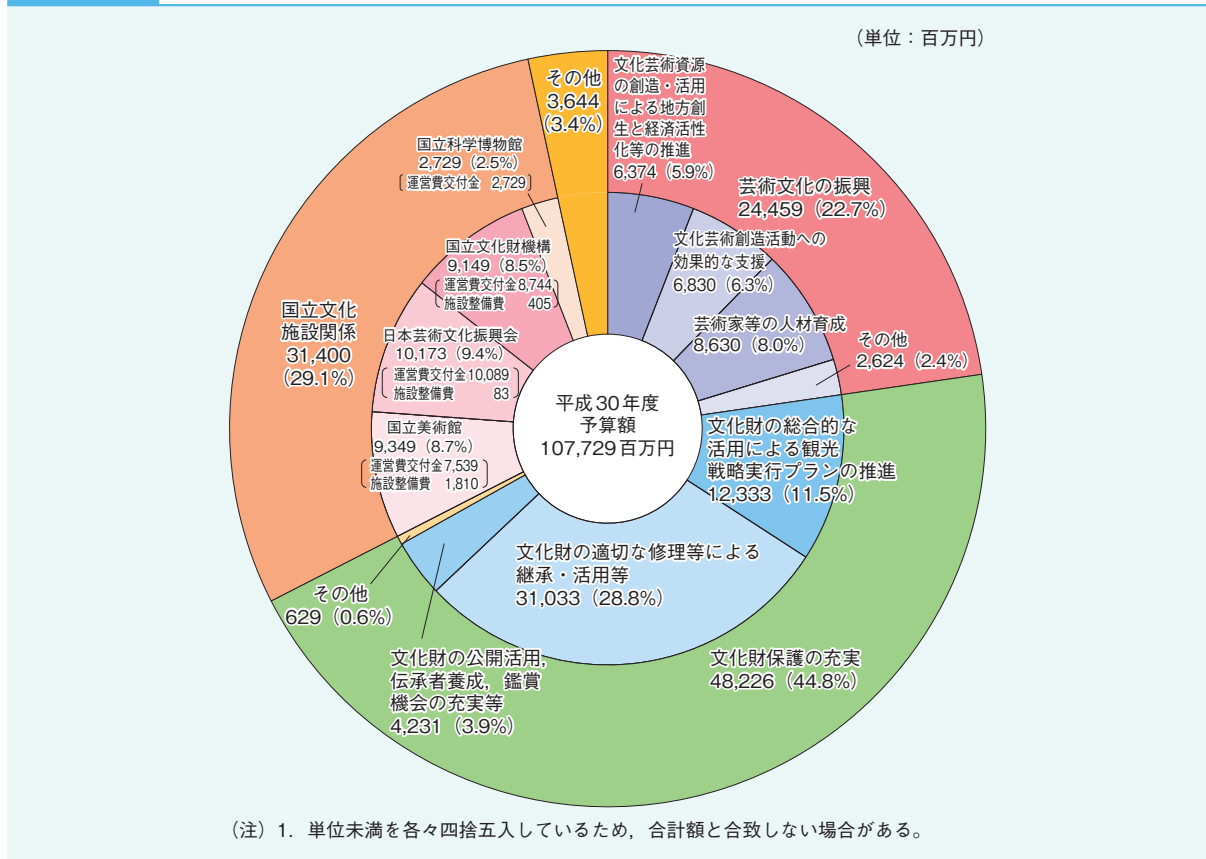 (単位：百万円)
その他
3,644
(3.4%)
文化芸術資源
の創造・活用
による地方創
生と経済活性
化等の推進
6,374 (5.9%)
芸術文化の振興
24,459 (22.7%)
文化芸術創造活動への
効果的な支援
6,830 (6.3%)
芸術家等の人材育成
8,630 (8.0%)
その他
2,624 (2.4%)
国立科学博物館
2,729 (2.5%)
運営費交付金 2,729
国立文化財機構
9,149 (8.5%)
運営費交付金 8,744
施設整備費 405
国立文化
施設関係
31,400
(29.1%)
日本芸術文化振興会
10,173 (9.4%)
運営費交付金 10,089
施設整備費 83
国立美術館
9,349 (8.7%)
運営費交付金 7,539
施設整備費 1,810
平成30年度
予算額
107,729百万円
文化財の総合的な
活用による観光
戦略実行プランの推進
12,333 (11.5%)
文化財の適切な修理等による
継承・活用等
31,033 (28.8%)
その他
629 (0.6%)
文化財の公開活用，
伝承者養成，鑑賞
機会の充実等
4,231 (3.9%)
文化財保護の充実
48,226 (44.8%)
(注) 1. 単位未満を各々四捨五入しているため，合計額と合致しない場合がある。